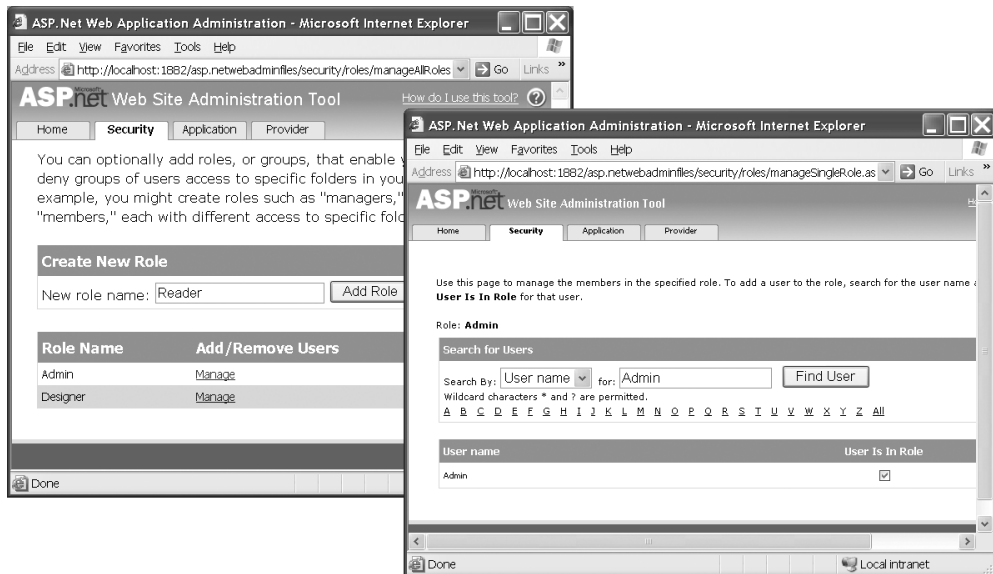 ASP.Net Web Application Administration - Microsoft Internet Explorer
File Edit View Favorites Tools Help
Address http://localhost:1882/asp.netwebadminfiles/security/roles/manageAllRoles Go Links »
Microsoft
ASP.net Web Site Administration Tool How do I use this tool? ?
Home Security Application Provider
You can optionally add roles, or groups, that enable
deny groups of users access to specific folders in you
example, you might create roles such as "managers,"
"members," each with different access to specific fold
Create New Role
New role name: Reader Add Role
Role Name Add/Remove Users
Admin Manage
Designer Manage
Done
ASP.Net Web Application Administration - Microsoft Internet Explorer
File Edit View Favorites Tools Help
Address http://localhost:1882/asp.netwebadminfiles/security/roles/manageSingleRole.as Go Links »
Microsoft
ASP.net Web Site Administration Tool
Home Security Application Provider
Use this page to manage the members in the specified role. To add a user to the role, search for the user name
User Is In Role for that user.
Role: Admin
Search for Users
Search By: User name for: Admin Find User
Wildcard characters * and ? are permitted.
A B C D E F G H I J K L M N O P Q R S T U V W X Y Z All
User name User Is In Role
Admin
Done Local intranet